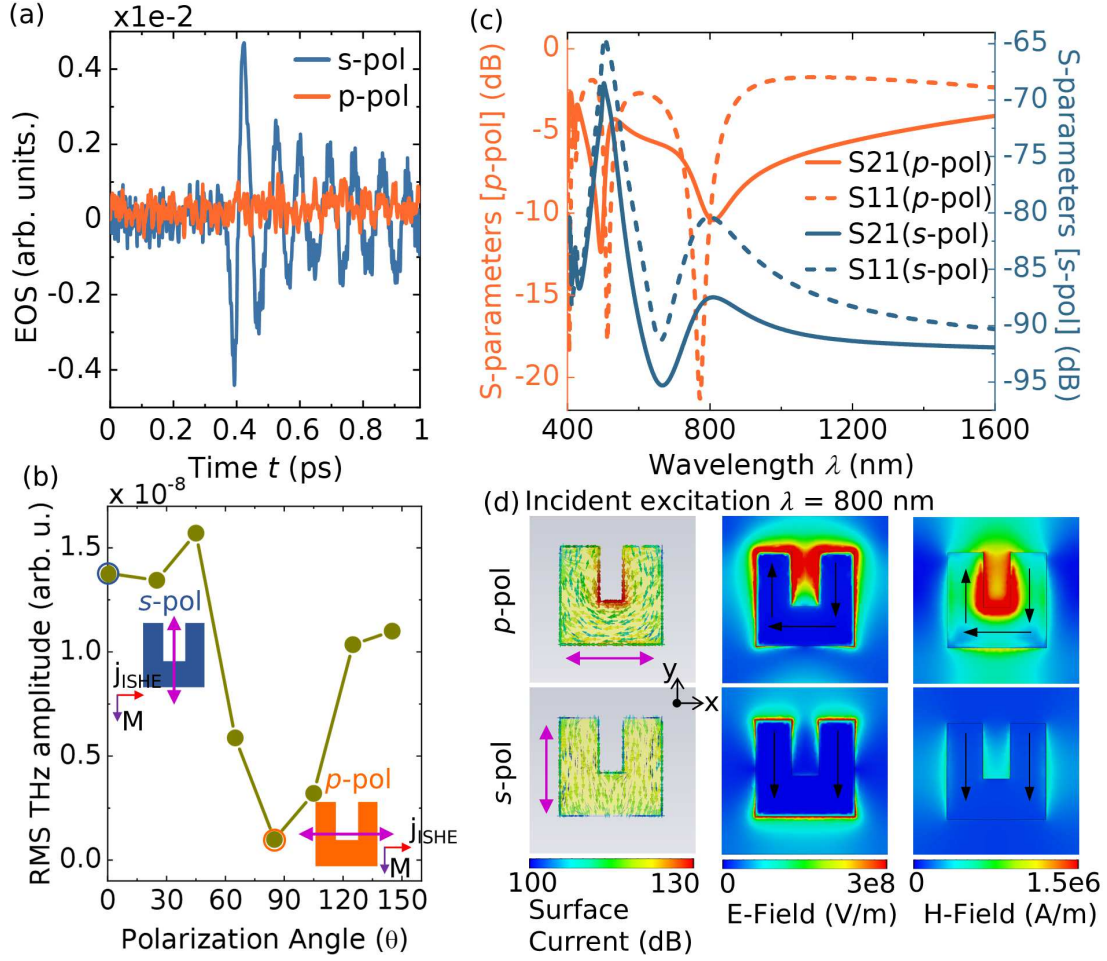 (a)
x1e-2
0.4
0.2
0
-0.2
-0.4
EOS (arb. units.)
s-pol
p-pol
0 0.2 0.4 0.6 0.8 1
Time t (ps)
(c)
0
-5
-10
-15
-20
S-parameters [p-pol] (dB)
-65
-70
-75
-80
-85
-90
-95
S-parameters [s-pol] (dB)
S21(p-pol)
S11(p-pol)
S21(s-pol)
S11(s-pol)
400 800 1200 1600
Wavelength λ (nm)
(b)
x 10-8
1.5
1.0
0.5
0.0
RMS THz amplitude (arb. u.)
s-pol
jISHE
M
p-pol
jISHE
M
0 30 60 90 120 150
Polarization Angle (θ)
(d) Incident excitation λ = 800 nm
p-pol
y
x
s-pol
100 130
Surface
Current (dB)
0 3e8
E-Field (V/m)
0 1.5e6
H-Field (A/m)